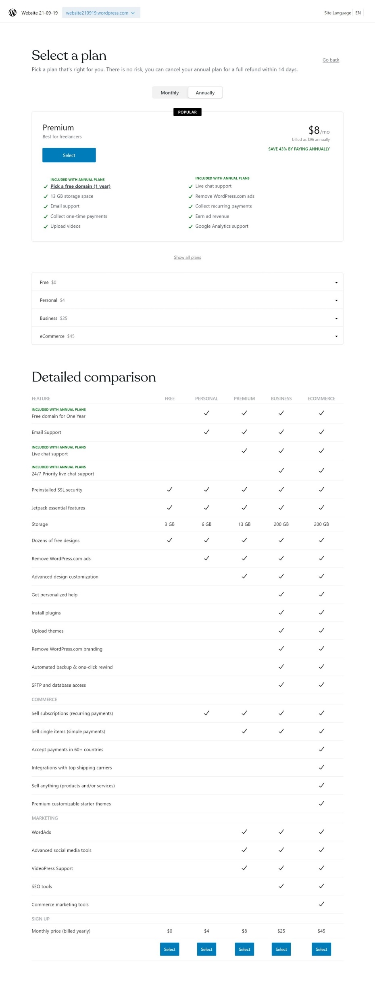 Website 21-09-19 website210919.wordpress.com Site Language EN
Select a plan
Go back
Pick a plan that's right for you. There is no risk, you can cancel your annual plan for a full refund within 14 days.
Monthly Annually
POPULAR
Premium
Best for freelancers
Select
$8/mo
billed as $96 annually
SAVE 43% BY PAYING ANNUALLY
INCLUDED WITH ANNUAL PLANS
Pick a free domain (1 year)
13 GB storage space
Email support
Collect one-time payments
Upload videos
INCLUDED WITH ANNUAL PLANS
Live chat support
Remove WordPress.com ads
Collect recurring payments
Earn ad revenue
Google Analytics support
Show all plans
Free $0
Personal $4
Business $25
eCommerce $45
Detailed comparison
FEATURE FREE PERSONAL PREMIUM BUSINESS ECOMMERCE
INCLUDED WITH ANNUAL PLANS
Free domain for One Year
Email Support
INCLUDED WITH ANNUAL PLANS
Live chat support
INCLUDED WITH ANNUAL PLANS
24/7 Priority live chat support
Preinstalled SSL security
Jetpack essential features
Storage 3 GB 6 GB 13 GB 200 GB 200 GB
Dozens of free designs
Remove WordPress.com ads
Advanced design customization
Get personalized help
Install plugins
Upload themes
Remove WordPress.com branding
Automated backup & one-click rewind
SFTP and database access
COMMERCE
Sell subscriptions (recurring payments)
Sell single items (simple payments)
Accept payments in 60+ countries
Integrations with top shipping carriers
Sell anything (products and/or services)
Premium customizable starter themes
MARKETING
WordAds
Advanced social media tools
VideoPress Support
SEO tools
Commerce marketing tools
SIGN UP
Monthly price (billed yearly) $0 $4 $8 $25 $45
Select Select Select Select Select